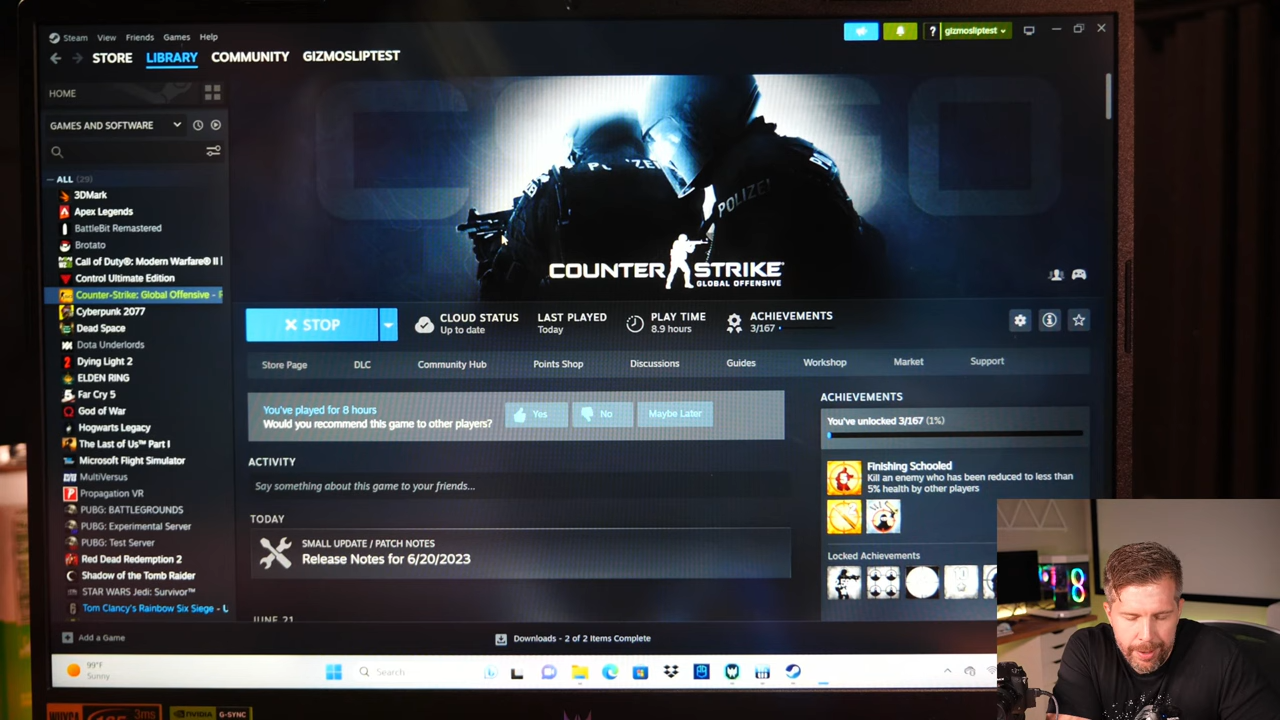 Steam View Friends Games Help
gizmosliptest
STORE LIBRARY COMMUNITY GIZMOSLIPTEST
HOME
GAMES AND SOFTWARE
ALL (29)
3DMark
Apex Legends
BattleBit Remastered
Brotato
Call of Duty®: Modern Warfare® II
Control Ultimate Edition
Counter-Strike: Global Offensive - R
Cyberpunk 2077
Dead Space
Dota Underlords
Dying Light 2
ELDEN RING
Far Cry 5
God of War
Hogwarts Legacy
The Last of Us™ Part I
Microsoft Flight Simulator
MultiVersus
Propagation VR
PUBG: BATTLEGROUNDS
PUBG: Experimental Server
PUBG: Test Server
Red Dead Redemption 2
Shadow of the Tomb Raider
STAR WARS Jedi: Survivor™
Tom Clancy's Rainbow Six Siege - U
Add a Game
POLIZEI
COUNTER STRIKE
GLOBAL OFFENSIVE
STOP
CLOUD STATUS
Up to date
LAST PLAYED
Today
PLAY TIME
8.9 hours
ACHIEVEMENTS
3/167
Store Page DLC Community Hub Points Shop Discussions Guides Workshop Market Support
You've played for 8 hours
Would you recommend this game to other players?
Yes No Maybe Later
ACTIVITY
Say something about this game to your friends...
TODAY
SMALL UPDATE / PATCH NOTES
Release Notes for 6/20/2023
JUNE 21
ACHIEVEMENTS
You've unlocked 3/167 (1%)
Finishing Schooled
Kill an enemy who has been reduced to less
than 5% health by other players
Locked Achievements
Downloads - 2 of 2 Items Complete
99°F
Sunny
Search
165 3ms
NVIDIA G-SYNC